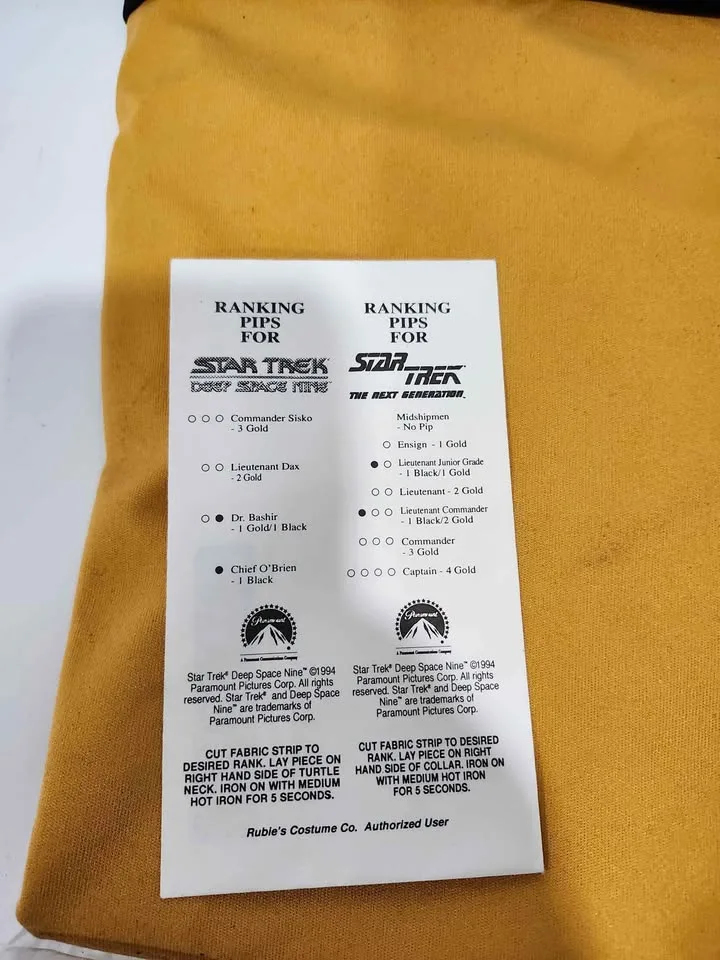 RANKING
PIPS
FOR
STAR TREK
DEEP SPACE NINE
Commander Sisko
- 3 Gold
Lieutenant Dax
- 2 Gold
Dr. Bashir
- 1 Gold/1 Black
Chief O'Brien
- 1 Black
Paramount
A Paramount Communications Company
Star Trek® Deep Space Nine™ ©1994
Paramount Pictures Corp. All rights
reserved. Star Trek® and Deep Space
Nine™ are trademarks of
Paramount Pictures Corp.
CUT FABRIC STRIP TO
DESIRED RANK. LAY PIECE ON
RIGHT HAND SIDE OF TURTLE
NECK. IRON ON WITH MEDIUM
HOT IRON FOR 5 SECONDS.
RANKING
PIPS
FOR
STAR TREK
THE NEXT GENERATION™
Midshipmen
- No Pip
Ensign - 1 Gold
Lieutenant Junior Grade
- 1 Black/1 Gold
Lieutenant - 2 Gold
Lieutenant Commander
- 1 Black/2 Gold
Commander
- 3 Gold
Captain - 4 Gold
Paramount
A Paramount Communications Company
Star Trek® Deep Space Nine™ ©1994
Paramount Pictures Corp. All rights
reserved. Star Trek® and Deep Space
Nine™ are trademarks of
Paramount Pictures Corp.
CUT FABRIC STRIP TO DESIRED
RANK. LAY PIECE ON RIGHT
HAND SIDE OF COLLAR. IRON ON
WITH MEDIUM HOT IRON
FOR 5 SECONDS.
Rubie's Costume Co. Authorized User